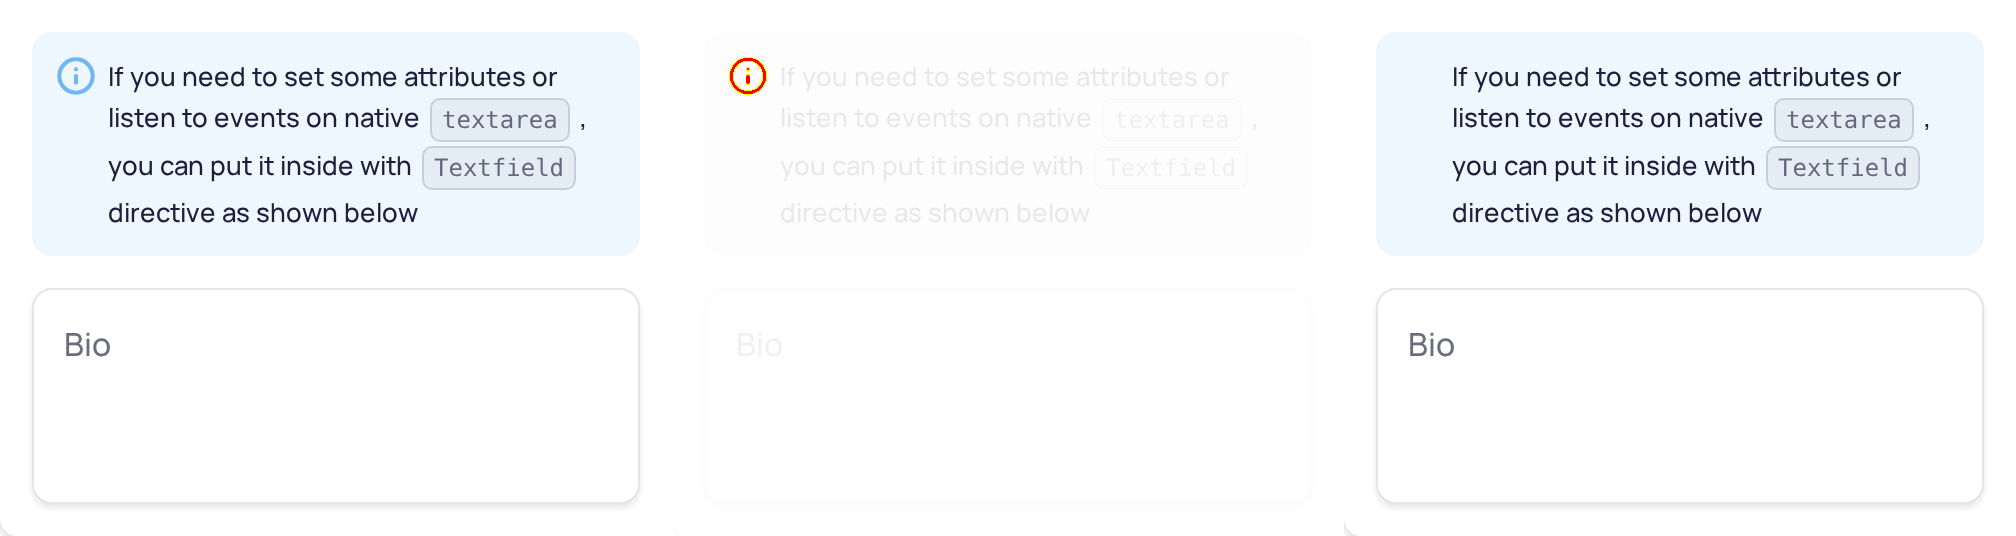 If you need to set some attributes or
listen to events on native textarea ,
you can put it inside with Textfield
directive as shown below
Bio
If you need to set some attributes or
listen to events on native textarea ,
you can put it inside with Textfield
directive as shown below
Bio
If you need to set some attributes or
listen to events on native textarea ,
you can put it inside with Textfield
directive as shown below
Bio